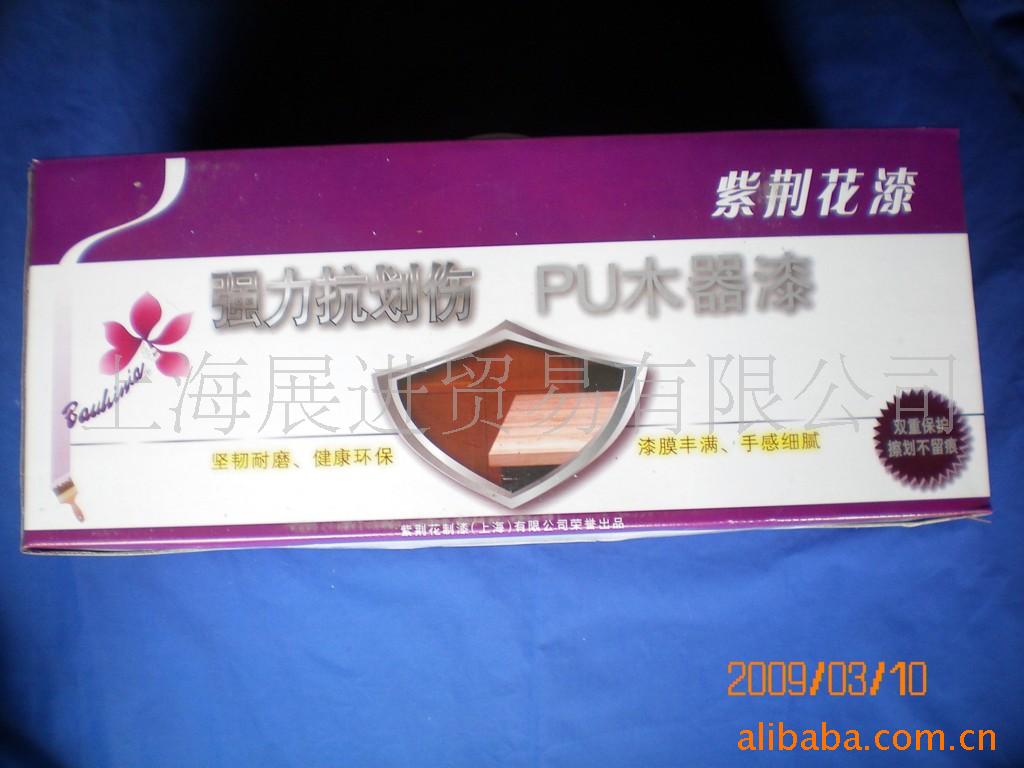 紫荆花漆
强力抗划伤 PU木器漆
Bauhinia
上海展进贸易有限公司
双重保护
擦划不留痕
坚韧耐磨、健康环保
漆膜丰满、手感细腻
紫荆花制漆(上海)有限公司荣誉出品
2009/03/10
alibaba.com.cn